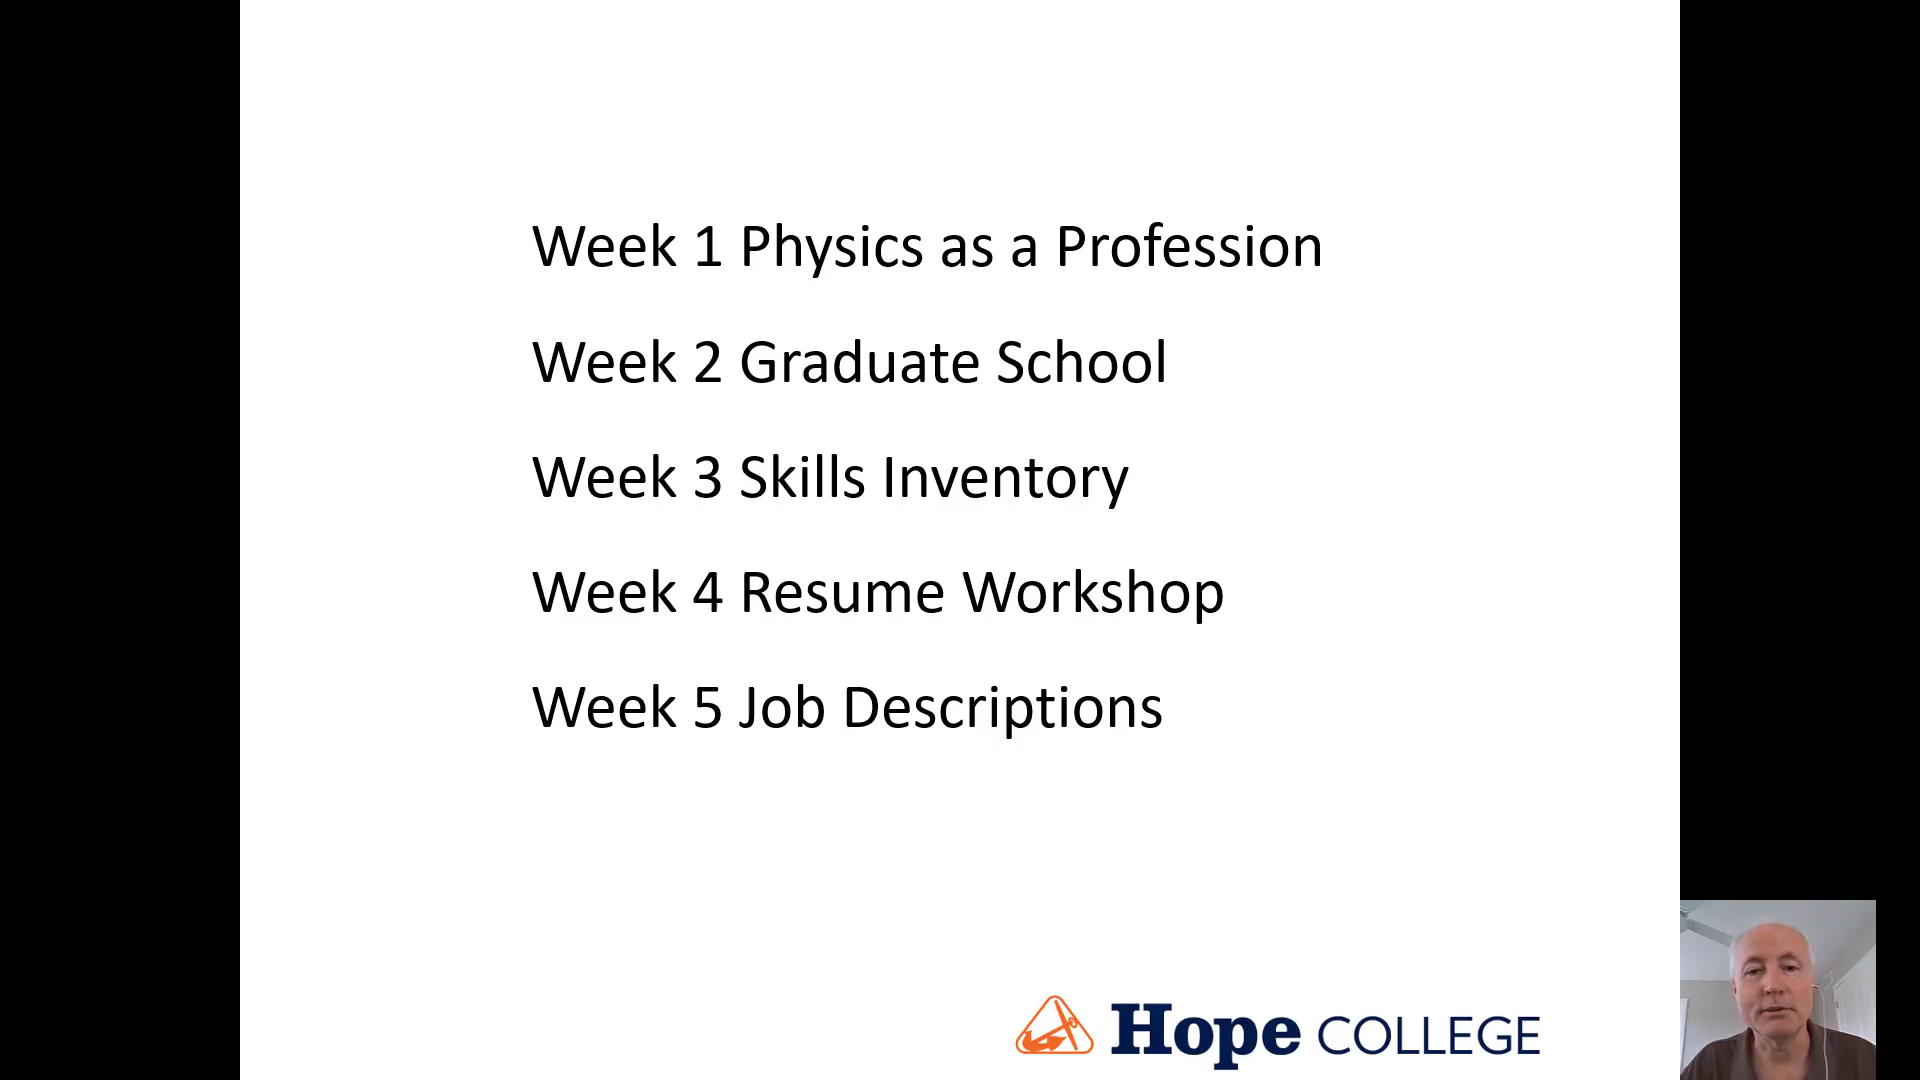 Week 1 Physics as a Profession
Week 2 Graduate School
Week 3 Skills Inventory
Week 4 Resume Workshop
Week 5 Job Descriptions
Hope COLLEGE